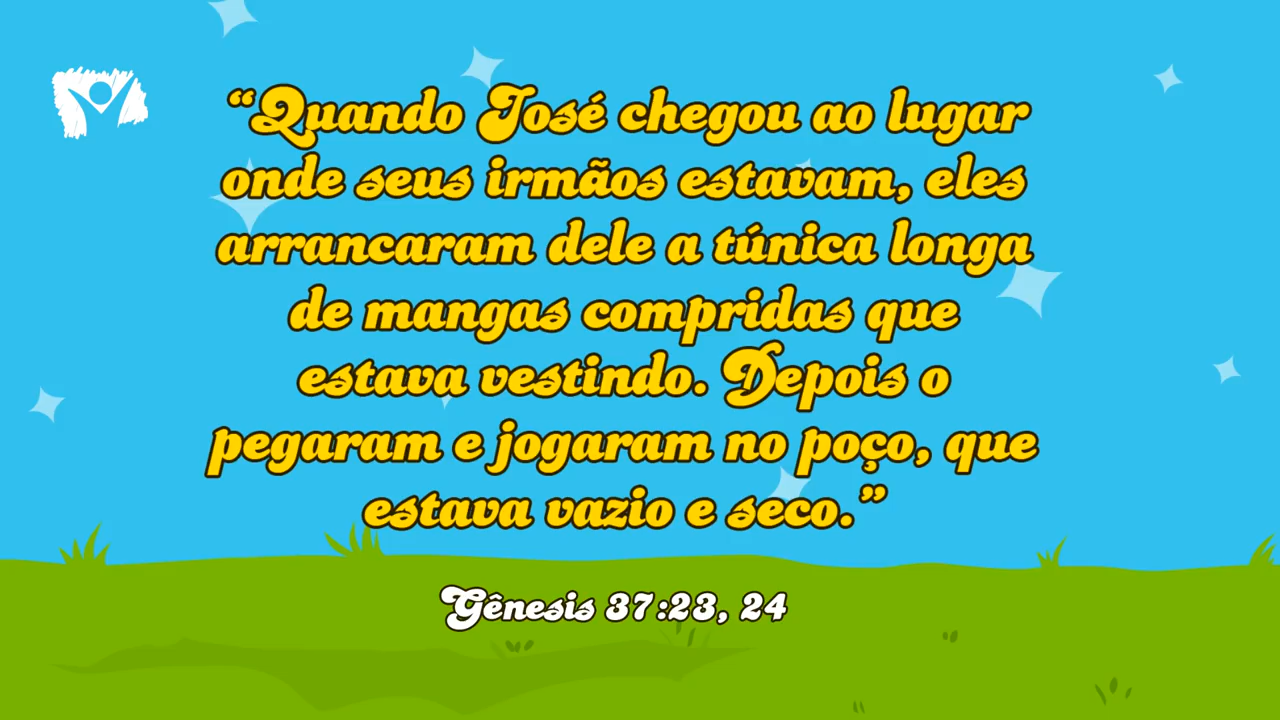 “Quando José chegou ao lugar
onde seus irmãos estavam, eles
arrancaram dele a túnica longa
de mangas compridas que
estava vestindo. Depois o
pegaram e jogaram no poço, que
estava vazio e seco.”
Gênesis 37:23, 24